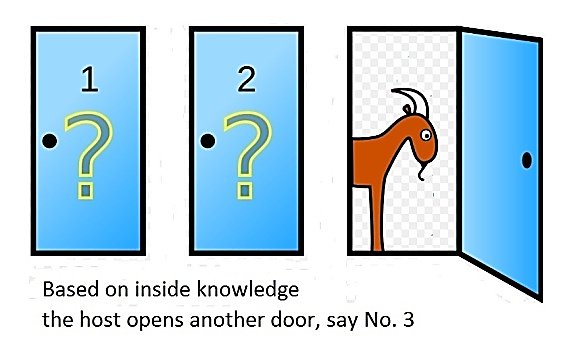 1 2
? ?
Based on inside knowledge
the host opens another door, say No. 3